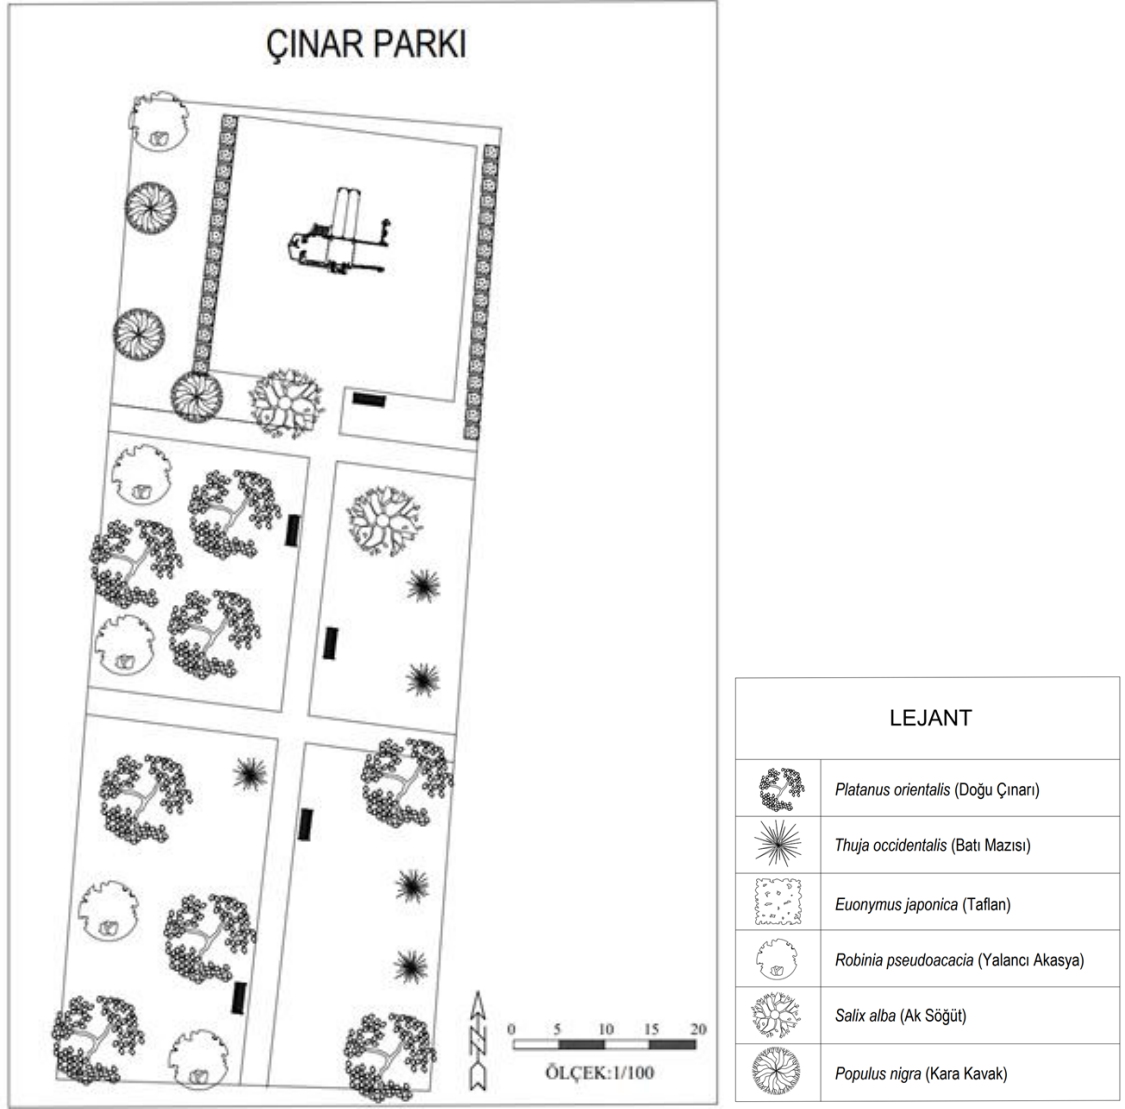 ÇINAR PARKI
N
0 5 10 15 20
ÖLÇEK:1/100
LEJANT
Platanus orientalis (Doğu Çınarı)
Thuja occidentalis (Batı Mazısı)
Euonymus japonica (Taflan)
Robinia pseudoacacia (Yalancı Akasya)
Salix alba (Ak Söğüt)
Populus nigra (Kara Kavak)